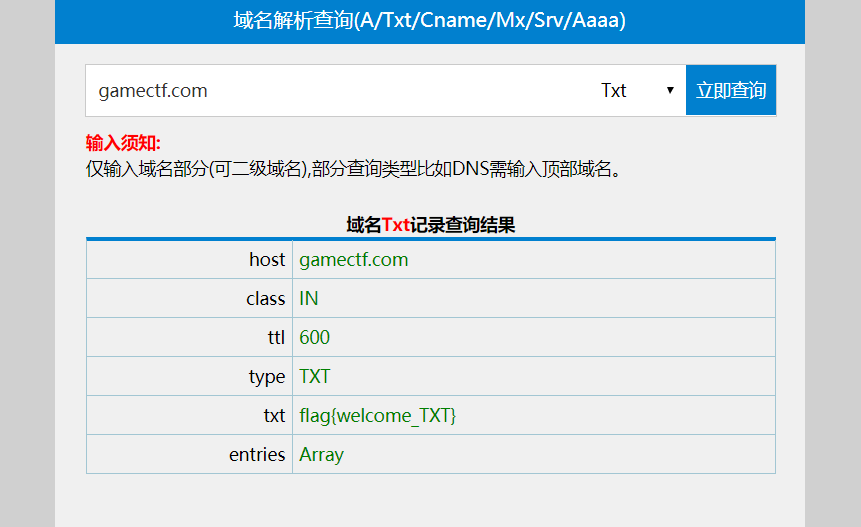 域名解析查询(A/Txt/Cname/Mx/Srv/Aaaa)
gamectf.com Txt ▼ 立即查询
输入须知:
仅输入域名部分(可二级域名),部分查询类型比如DNS需输入顶部域名。
域名Txt记录查询结果
host gamectf.com
class IN
ttl 600
type TXT
txt flag{welcome_TXT}
entries Array